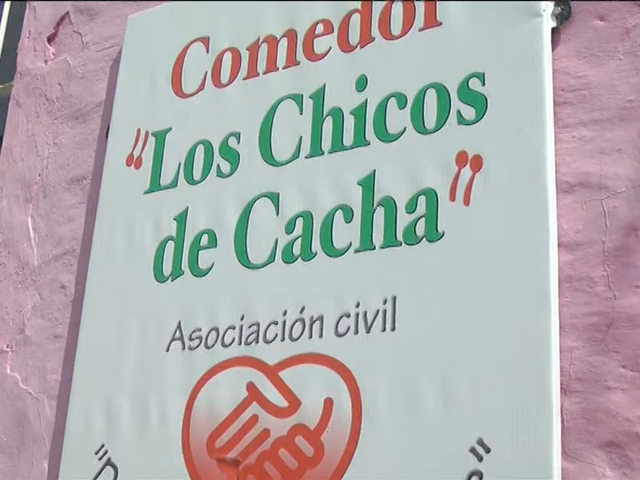 Comedor
"Los Chicos
de Cacha"
Asociación civil